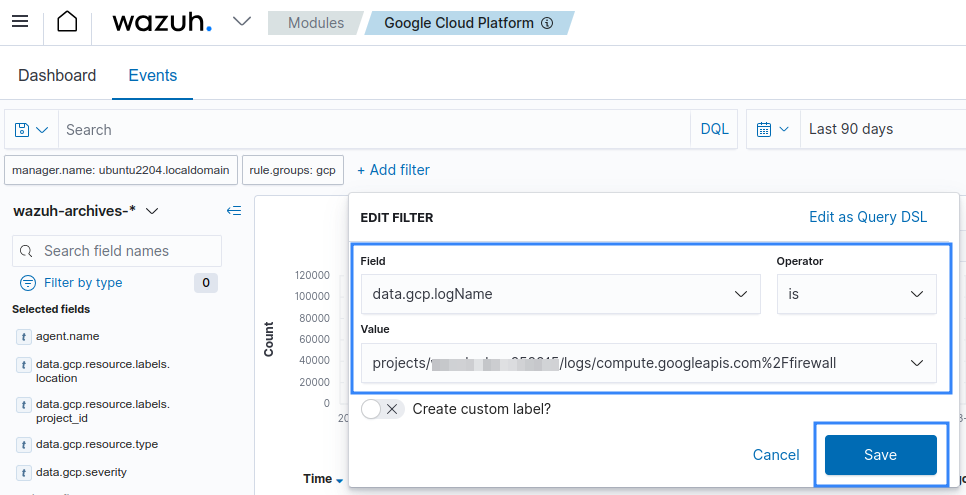 wazuh.
Modules
Google Cloud Platform
Dashboard
Events
Search
DQL
Last 90 days
manager.name: ubuntu2204.localdomain
rule.groups: gcp
+ Add filter
wazuh-archives-*
Search field names
Filter by type
0
Selected fields
t agent.name
t data.gcp.resource.labels.
location
t data.gcp.resource.labels.
project_id
t data.gcp.resource.type
t data.gcp.severity
EDIT FILTER
Edit as Query DSL
Field
Operator
data.gcp.logName
is
Value
projects/ /logs/compute.googleapis.com%2Ffirewall
Create custom label?
Cancel
Save
Count
120000
100000
80000
60000
40000
20000
0
20
Time